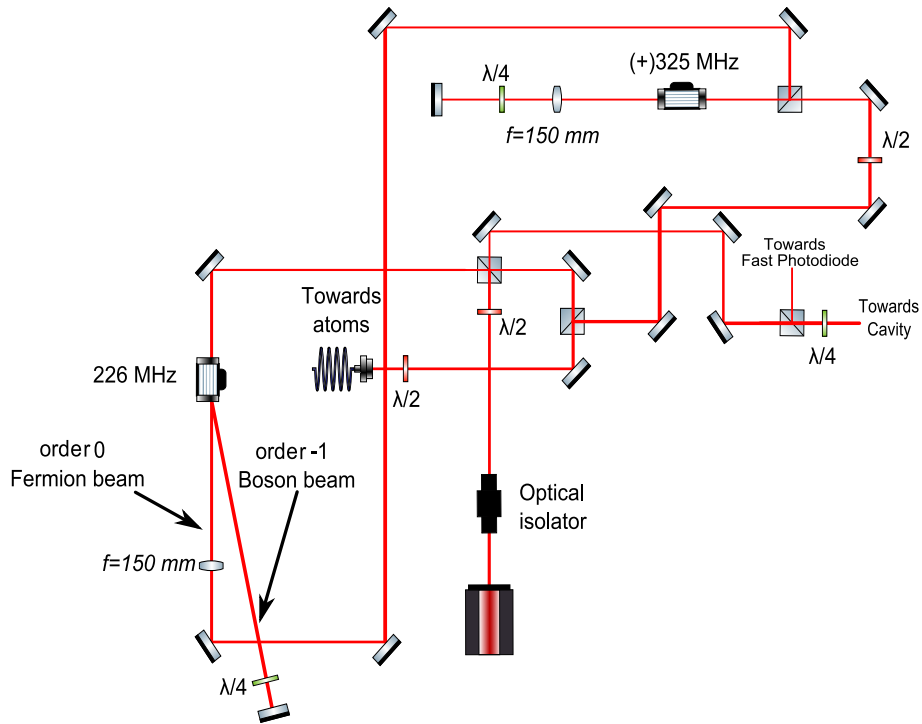 (+)325 MHz
λ/4
f=150 mm
λ/2
Towards
Fast Photodiode
Towards
atoms
λ/2
Towards
Cavity
λ/4
226 MHz
λ/2
order 0
Fermion beam
order -1
Boson beam
Optical
isolator
f=150 mm
λ/4